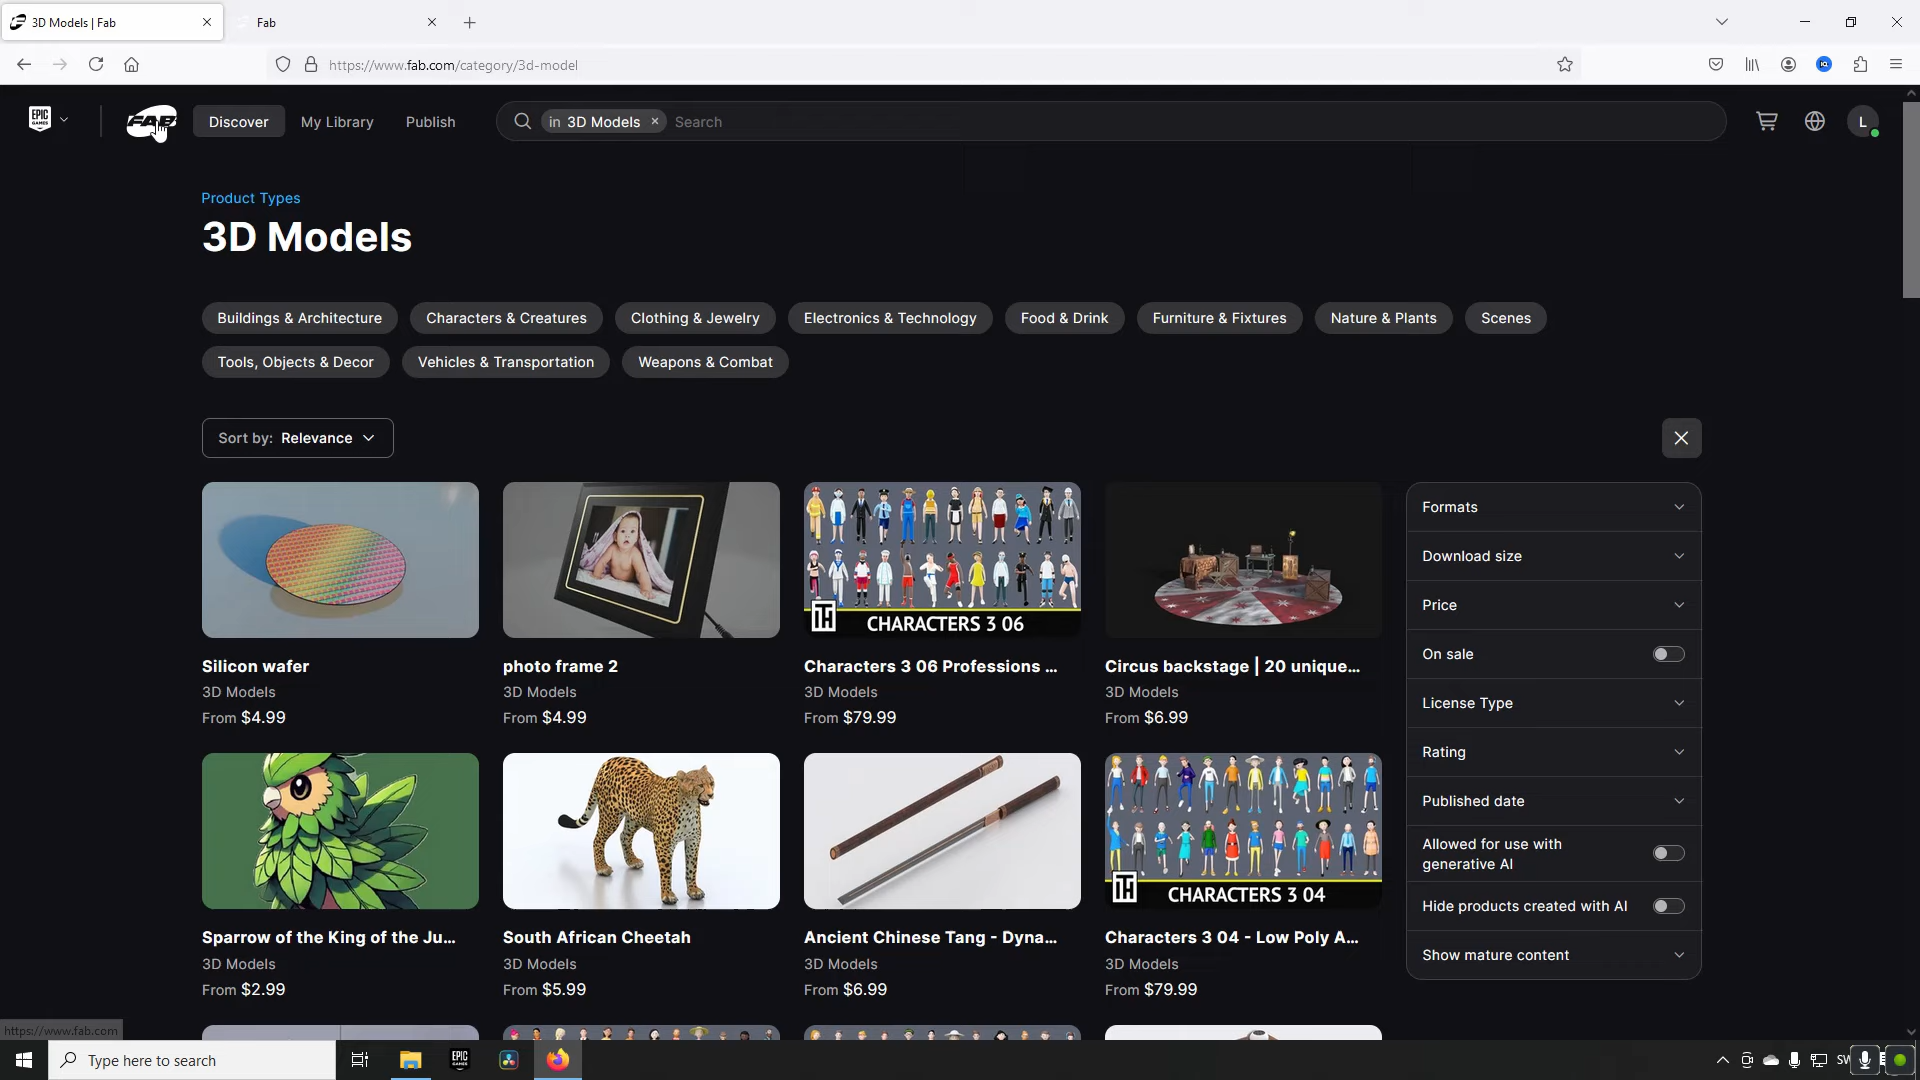 3D Models | Fab
Fab
https://www.fab.com/category/3d-model
EPIC GAMES
FAB
Discover
My Library
Publish
in 3D Models ×
Search
L
Product Types
3D Models
Buildings & Architecture
Characters & Creatures
Clothing & Jewelry
Electronics & Technology
Food & Drink
Furniture & Fixtures
Nature & Plants
Scenes
Tools, Objects & Decor
Vehicles & Transportation
Weapons & Combat
Sort by: Relevance
CHARACTERS 3 06
Silicon wafer
3D Models
From $4.99
photo frame 2
3D Models
From $4.99
Characters 3 06 Professions ...
3D Models
From $79.99
Circus backstage | 20 unique...
3D Models
From $6.99
CHARACTERS 3 04
Sparrow of the King of the Ju...
3D Models
From $2.99
South African Cheetah
3D Models
From $5.99
Ancient Chinese Tang - Dyna...
3D Models
From $6.99
Characters 3 04 - Low Poly A...
3D Models
From $79.99
Formats
Download size
Price
On sale
License Type
Rating
Published date
Allowed for use with
generative AI
Hide products created with AI
Show mature content
https://www.fab.com
Type here to search
EPIC GAMES